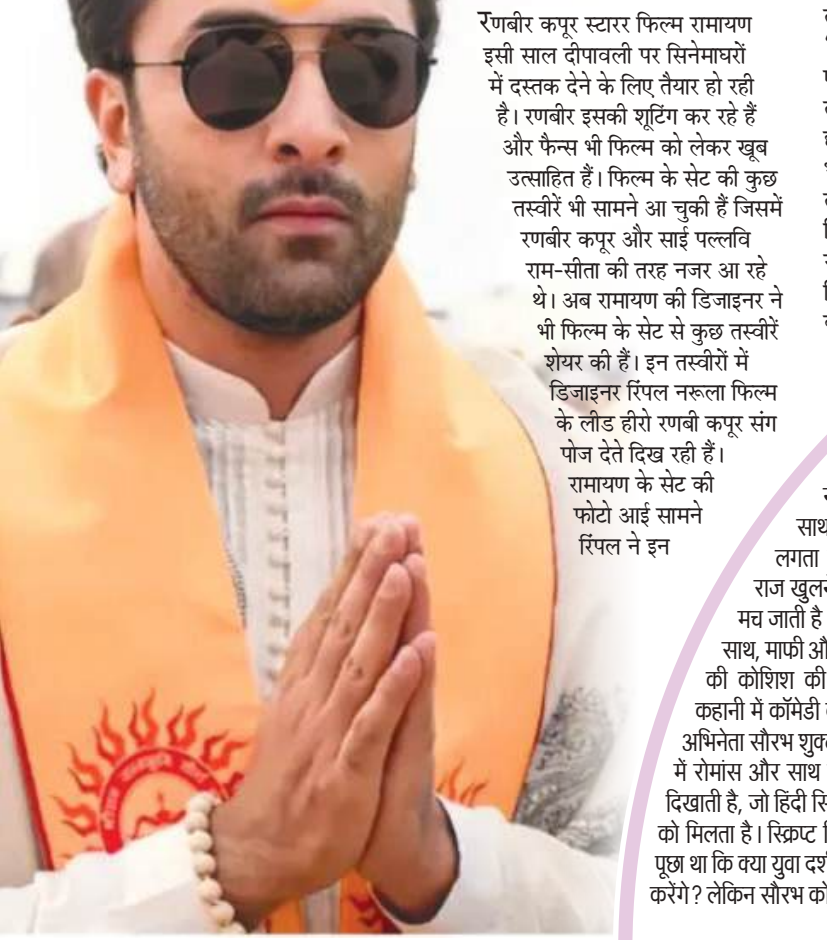 रणबीर कपूर स्टारर फिल्म रामायण
इसी साल दीपावली पर सिनेमाघरों
में दस्तक देने के लिए तैयार हो रही
है। रणबीर इसकी शूटिंग कर रहे हैं
और फैन्स भी फिल्म को लेकर खूब
उत्साहित हैं। फिल्म के सेट की कुछ
तस्वीरें भी सामने आ चुकी हैं जिसमें
रणबीर कपूर और साई पल्लवि
राम-सीता की तरह नजर आ रहे
थे। अब रामायण की डिजाइनर ने
भी फिल्म के सेट से कुछ तस्वीरें
शेयर की हैं। इन तस्वीरों में
डिजाइनर रिंपल नरूला फिल्म
के लीड हीरो रणबी कपूर संग
पोज देते दिख रही हैं।
रामायण के सेट की
फोटो आई सामने
रिंपल ने इन
साथ
लगता
राज
मच जाती है
साथ, माफी
की कोशिश की
कहानी में कॉमेडी
अभिनेता सौरभ
में रोमांस और साथ
दिखाती है, जो हिंदी
को मिलता है। स्क्रिप्ट
पूछा था कि क्या युवा
करेंगे? लेकिन सौरभ को